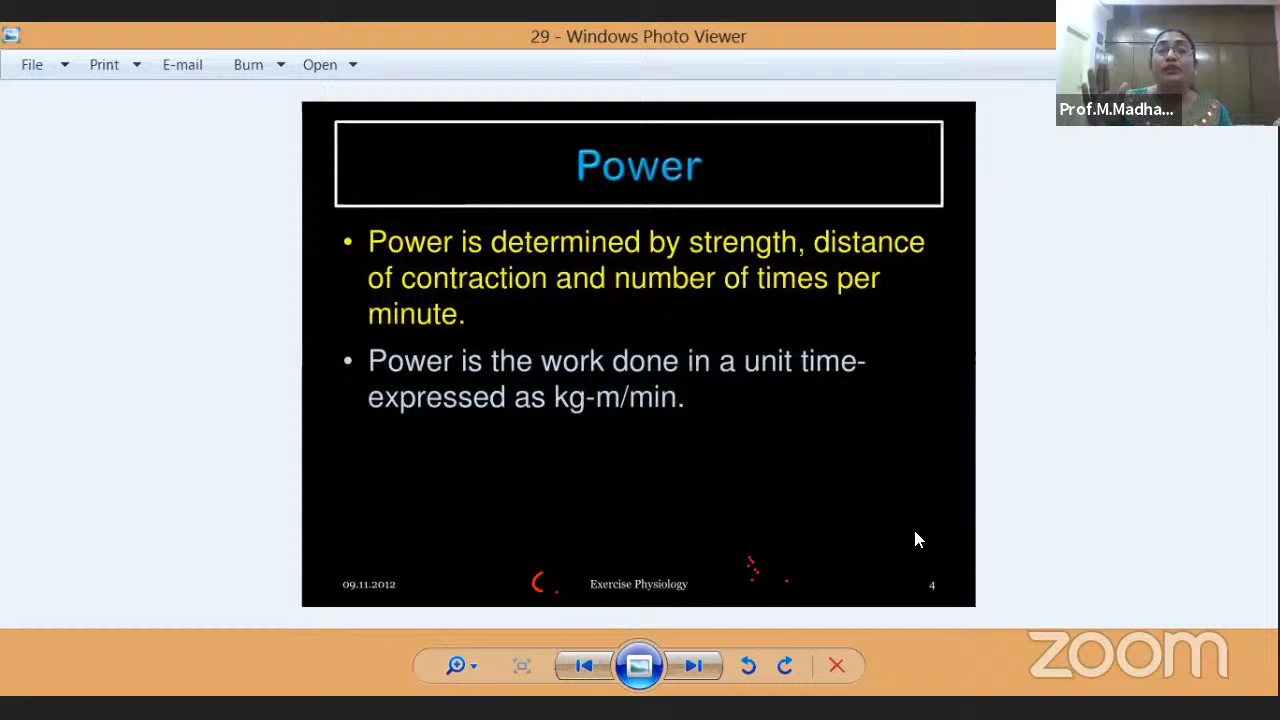 29 - Windows Photo Viewer
File Print E-mail Burn Open
Prof.M.Madha...
Power
• Power is determined by strength, distance
of contraction and number of times per
minute.
• Power is the work done in a unit time-
expressed as kg-m/min.
09.11.2012 Exercise Physiology 4
zoom